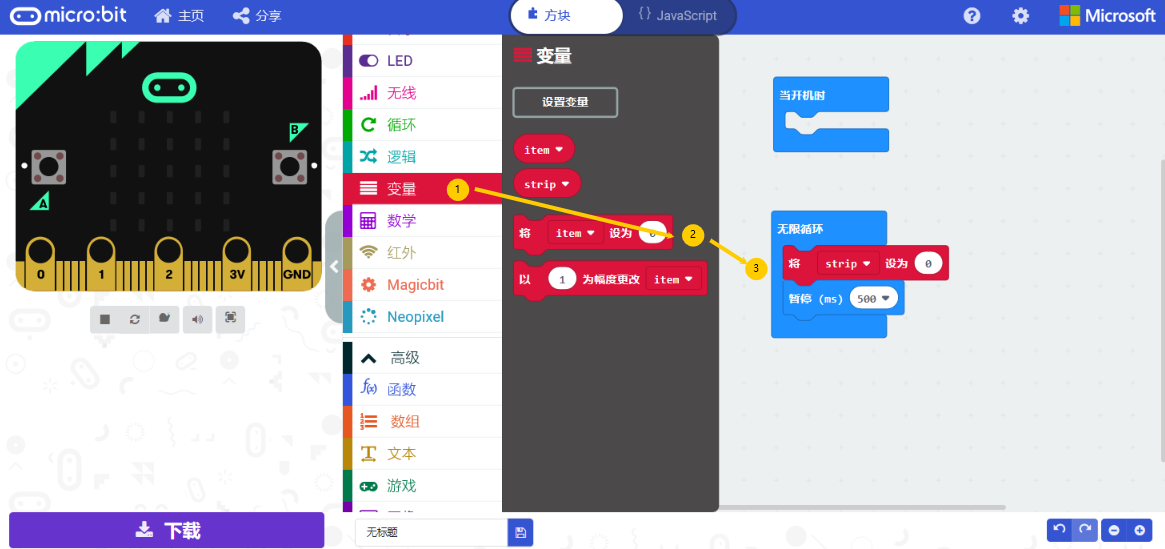 micro:bit
主页
分享
方块
{ } JavaScript
Microsoft
B
A
0 1 2 3V GND
下载
LED
无线
循环
逻辑
变量
数学
红外
Magicbit
Neopixel
高级
函数
数组
文本
游戏
变量
设置变量
item
strip
将 item 设为 0
以 1 为幅度更改 item
1
2
3
当开机时
无限循环
将 strip 设为 0
暂停 (ms) 500
无标题